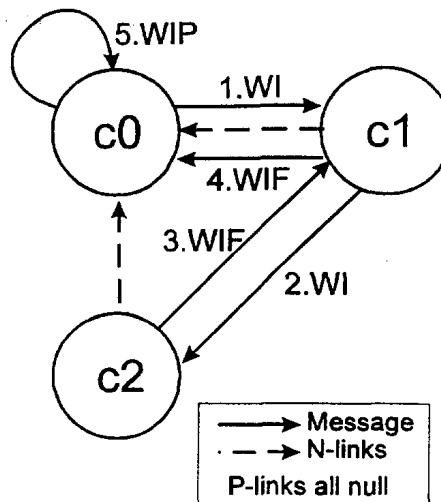 5.WIP
1.WI
c0
c1
4.WIF
3.WIF
2.WI
c2
Message
N-links
P-links all null